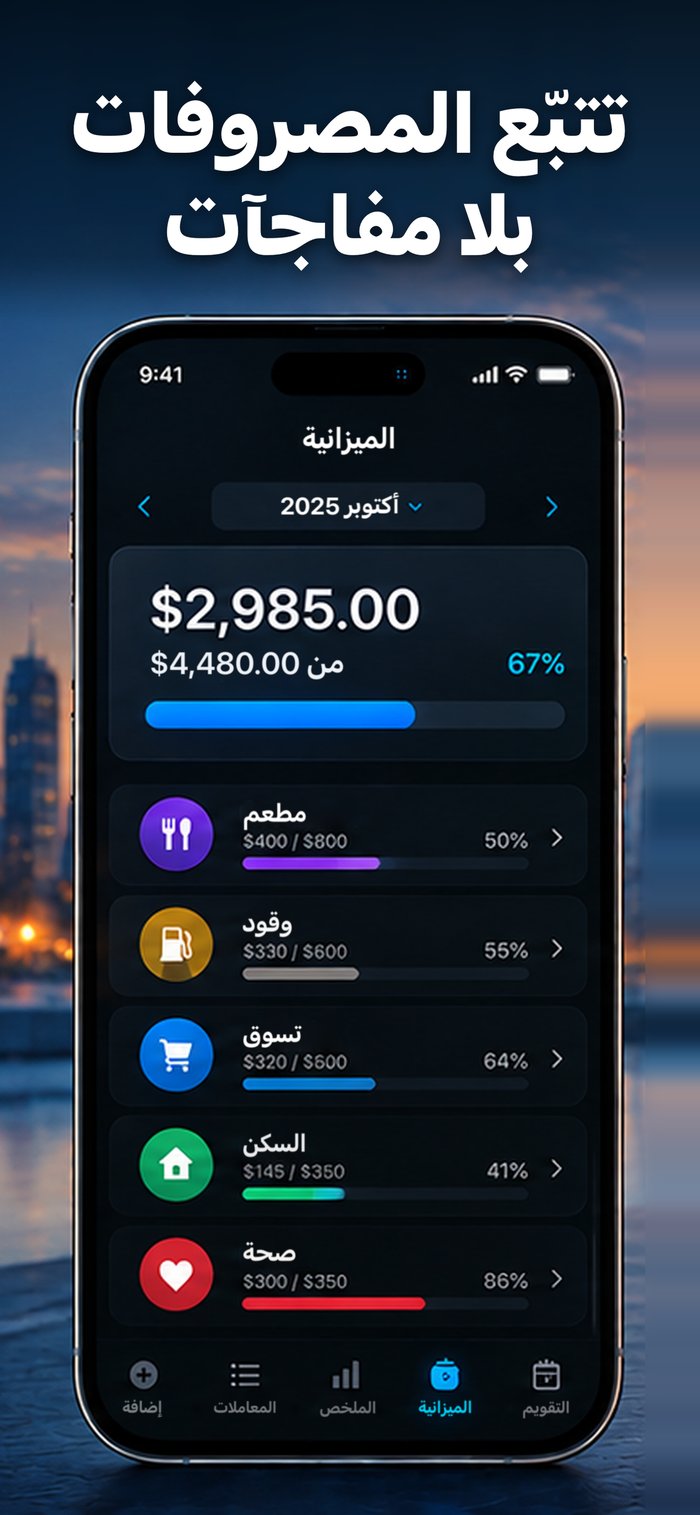 تتبّع المصروفات
بلا مفاجآت
9:41
الميزانية
أكتوبر 2025
$2,985.00
من $4,480.00
67%
مطعم
$400 / $800
50%
وقود
$330 / $600
55%
تسوق
$320 / $600
64%
السكن
$145 / $350
41%
صحة
$300 / $350
86%
إضافة
المعاملات
الملخص
الميزانية
التقويم